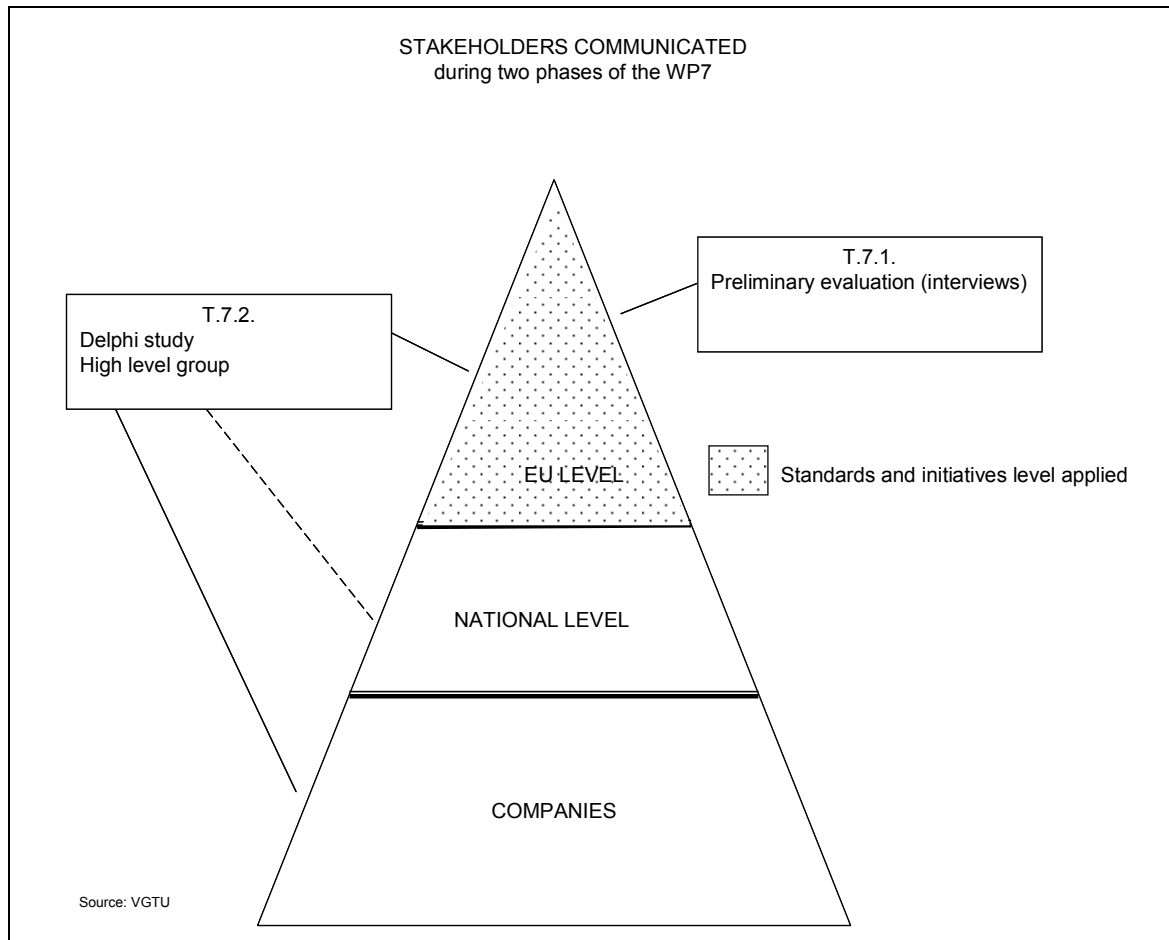 STAKEHOLDERS COMMUNICATED
during two phases of the WP7
T.7.1.
Preliminary evaluation (interviews)
T.7.2.
Delphi study
High level group
EU LEVEL
Standards and initiatives level applied
NATIONAL LEVEL
COMPANIES
Source: VGTU